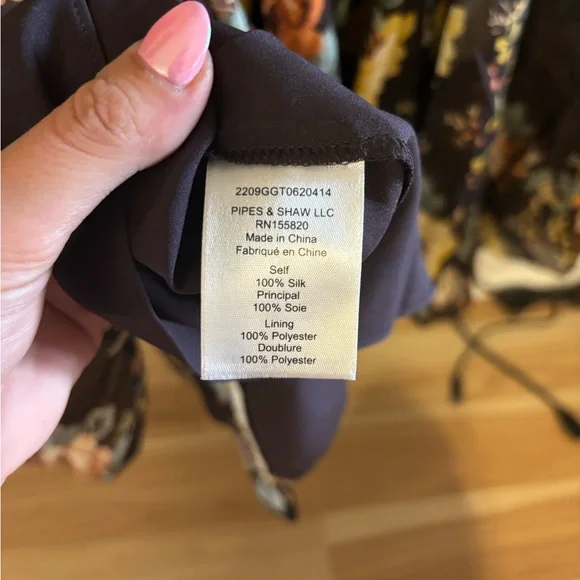 2209GGT0620414
PIPES & SHAW LLC
RN155820
Made in China
Fabriqué en Chine
Self
100% Silk
Principal
100% Soie
Lining
100% Polyester
Doublure
100% Polyester